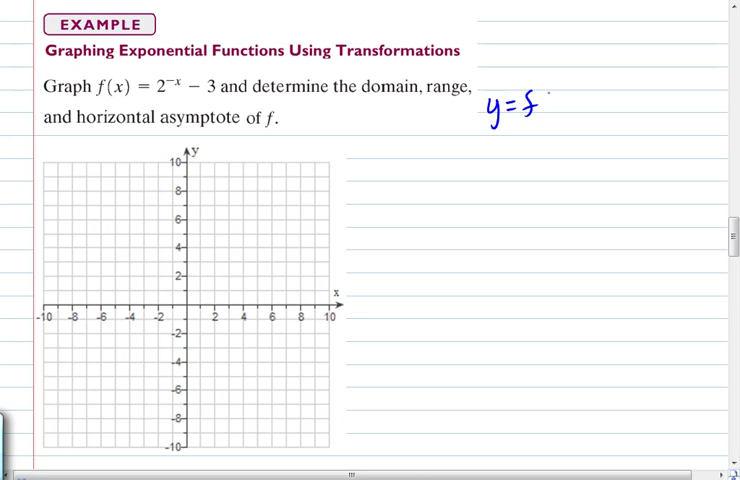 EXAMPLE
Graphing Exponential Functions Using Transformations
Graph f(x) = 2⁻ˣ − 3 and determine the domain, range,
and horizontal asymptote of f.
y = f
y
10
8
6
4
2
x
-10 -8 -6 -4 -2 2 4 6 8 10
-2
-4
-6
-8
-10